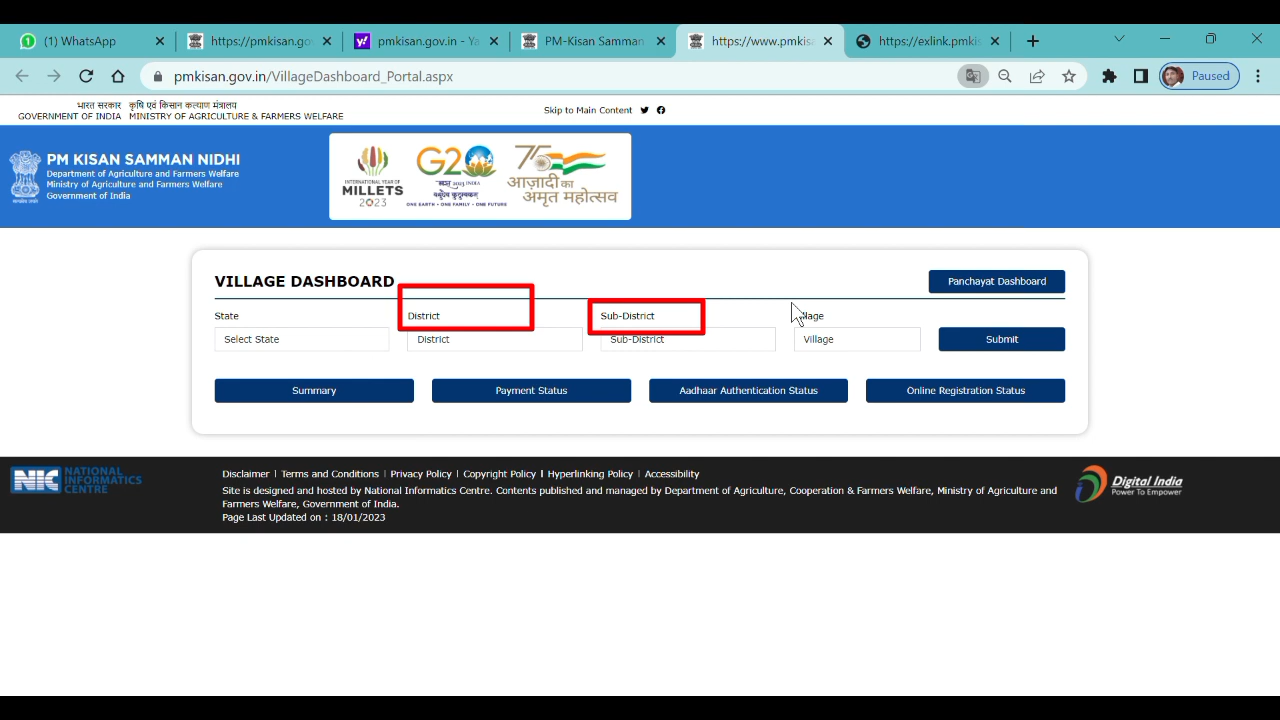 (1) WhatsApp
https://pmkisan.go
pmkisan.gov.in - Ya
PM-Kisan Samman
https://www.pmkis
https://exlink.pmki
pmkisan.gov.in/VillageDashboard_Portal.aspx
Paused
भारत सरकार कृषि एवं किसान कल्याण मंत्रालय
GOVERNMENT OF INDIA MINISTRY OF AGRICULTURE & FARMERS WELFARE
Skip to Main Content
PM KISAN SAMMAN NIDHI
Department of Agriculture and Farmers Welfare
Ministry of Agriculture and Farmers Welfare
Government of India
INTERNATIONAL YEAR OF
MILLETS
2023
G20
भारत 2023 INDIA
वसुधैव कुटुम्बकम्
ONE EARTH • ONE FAMILY • ONE FUTURE
75
आज़ादी का
अमृत महोत्सव
VILLAGE DASHBOARD
Panchayat Dashboard
State
District
Sub-District
llage
Select State
District
Sub-District
Village
Submit
Summary
Payment Status
Aadhaar Authentication Status
Online Registration Status
NIC NATIONAL
INFORMATICS
CENTRE
Disclaimer | Terms and Conditions | Privacy Policy | Copyright Policy | Hyperlinking Policy | Accessibility
Site is designed and hosted by National Informatics Centre. Contents published and managed by Department of Agriculture, Cooperation & Farmers Welfare, Ministry of Agriculture and
Farmers Welfare, Government of India.
Page Last Updated on : 18/01/2023
Digital India
Power To Empower